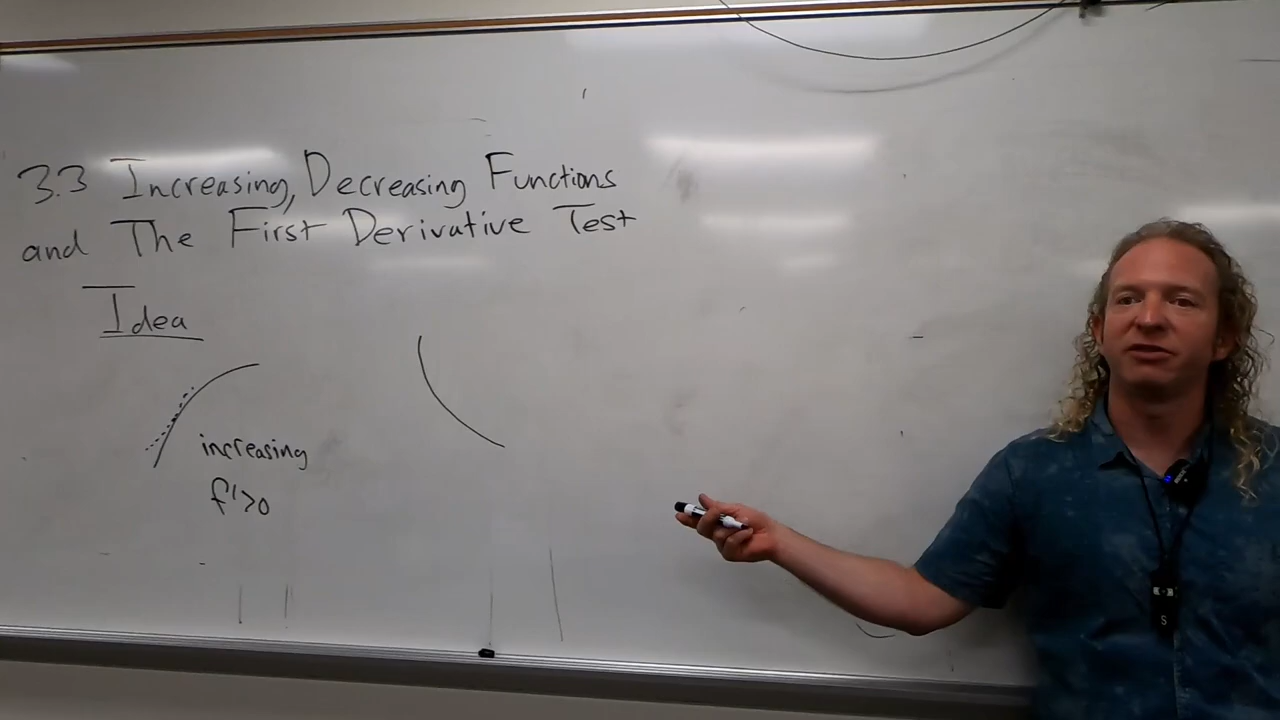 3.3 Increasing, Decreasing Functions
and The First Derivative Test
Idea
increasing
f'>0
S